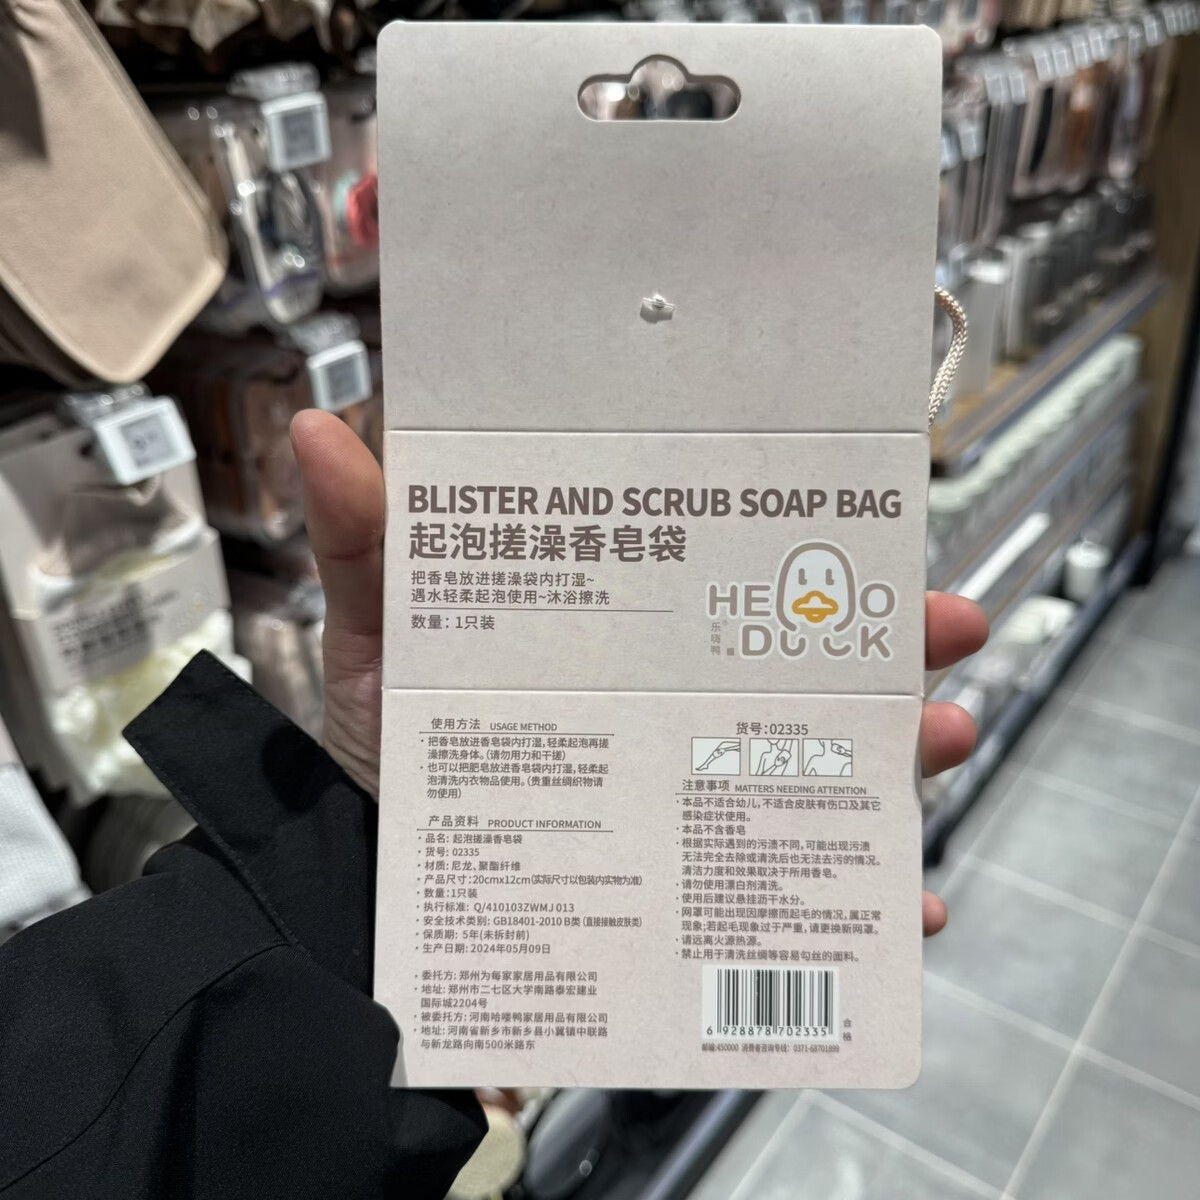 BLISTER AND SCRUB SOAP BAG
起泡搓澡香皂袋
把香皂放进搓澡袋内打湿~
遇水轻柔起泡使用~沐浴擦洗
数量：1只装
HELLO
DUCK
乐嗨鸭
使用方法 USAGE METHOD
·把香皂放进香皂袋内打湿,轻柔起泡再搓
澡擦洗身体。(请勿用力和干搓)
·也可以把肥皂放进香皂袋内打湿,轻柔起
泡清洗内衣物品使用。(贵重丝绸织物请
勿使用)
产品资料 PRODUCT INFORMATION
·品名: 起泡搓澡香皂袋
·货号: 02335
·材质: 尼龙, 聚酯纤维
·产品尺寸:20cmx12cm(实际尺寸以包装内实物为准)
·数量:1只装
·执行标准: Q/410103ZWMJ 013
·安全技术类别: GB18401-2010 B类 (直接接触皮肤类)
·保质期: 5年(未拆封前)
·生产日期: 2024年05月09日
·委托方: 郑州为每家家居用品有限公司
·地址: 郑州市二七区大学南路泰宏建业
国际城2204号
·被委托方: 河南哈喽鸭家居用品有限公司
·地址: 河南省新乡市新乡县小冀镇中联路
与新龙路向南500米路东
货号:02335
注意事项 MATTERS NEEDING ATTENTION
·本品不适合幼儿,不适合皮肤有伤口及其它
感染症状使用。
·本品不含香皂
·根据实际遇到的污渍不同,可能出现污渍
无法完全去除或清洗后也无法去污的情况。
清洁力度和效果取决于所用香皂。
·请勿使用漂白剂清洗。
·使用后建议悬挂沥干水分。
·网罩可能出现因摩擦而起毛的情况,属正常
现象;若起毛现象过于严重,请更换新网罩。
·请远离火源热源。
·禁止用于清洗丝绸等容易勾丝的面料。
6 928878 702335
合格
邮编:450000 消费者咨询专线: 0371-68701999